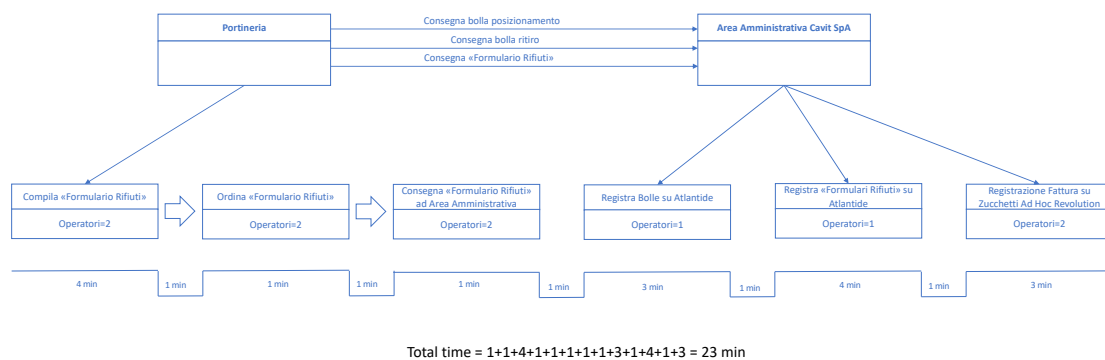 Portineria
Consegna bolla posizionamento
Consegna bolla ritiro
Consegna «Formulario Rifiuti»
Area Amministrativa Cavit SpA
Compila «Formulario Rifiuti»
Operatori=2
Ordina «Formulario Rifiuti»
Operatori=2
Consegna «Formulario Rifiuti»
ad Area Amministrativa
Operatori=2
Registra Bolle su Atlantide
Operatori=1
Registra «Formulari Rifiuti» su
Atlantide
Operatori=1
Registrazione Fattura su
Zucchetti Ad Hoc Revolution
Operatori=2
4 min
1 min
1 min
1 min
1 min
1 min
3 min
1 min
4 min
1 min
3 min
Total time = 1+1+4+1+1+1+1+1+3+1+4+1+3 = 23 min